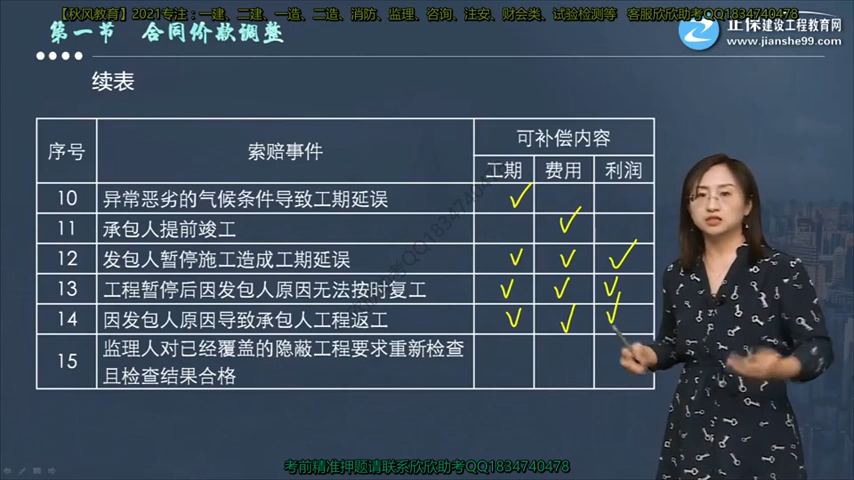 【秋风教育】2021专注：一建、二建、一造、二造、消防、监理、咨询、注安、财会类、试验检测等 客服欣欣助考QQ1834740478
第一节 合同价款调整
正保建设工程教育网
www.jianshe99.com
续表
序号 索赔事件 可补偿内容
工期 费用 利润
10 异常恶劣的气候条件导致工期延误 ✓
11 承包人提前竣工 ✓
12 发包人暂停施工造成工期延误 ✓ ✓ ✓
13 工程暂停后因发包人原因无法按时复工 ✓ ✓ ✓
14 因发包人原因导致承包人工程返工 ✓ ✓ ✓
15 监理人对已经覆盖的隐蔽工程要求重新检查
且检查结果合格
考前精准押题请联系欣欣助考QQ1834740478